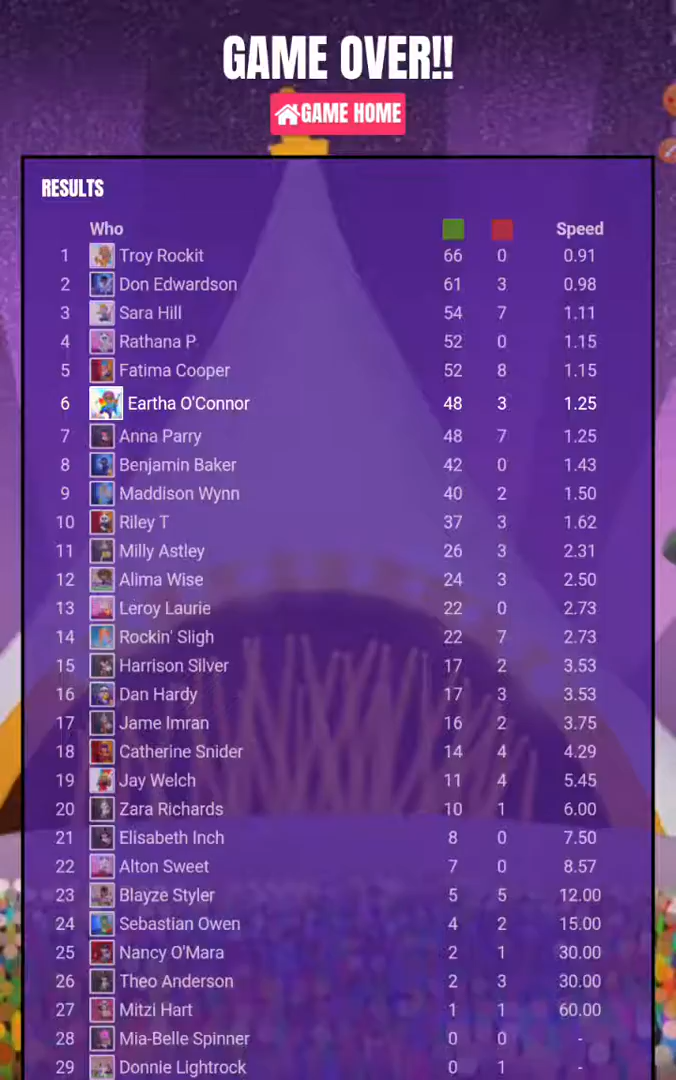 GAME OVER!!
GAME HOME
RESULTS
Who Speed
1 Troy Rockit 66 0 0.91
2 Don Edwardson 61 3 0.98
3 Sara Hill 54 7 1.11
4 Rathana P 52 0 1.15
5 Fatima Cooper 52 8 1.15
6 Eartha O'Connor 48 3 1.25
7 Anna Parry 48 7 1.25
8 Benjamin Baker 42 0 1.43
9 Maddison Wynn 40 2 1.50
10 Riley T 37 3 1.62
11 Milly Astley 26 3 2.31
12 Alima Wise 24 3 2.50
13 Leroy Laurie 22 0 2.73
14 Rockin' Sligh 22 7 2.73
15 Harrison Silver 17 2 3.53
16 Dan Hardy 17 3 3.53
17 Jame Imran 16 2 3.75
18 Catherine Snider 14 4 4.29
19 Jay Welch 11 4 5.45
20 Zara Richards 10 1 6.00
21 Elisabeth Inch 8 0 7.50
22 Alton Sweet 7 0 8.57
23 Blayze Styler 5 5 12.00
24 Sebastian Owen 4 2 15.00
25 Nancy O'Mara 2 1 30.00
26 Theo Anderson 2 3 30.00
27 Mitzi Hart 1 1 60.00
28 Mia-Belle Spinner 0 0 -
29 Donnie Lightrock 0 1 -